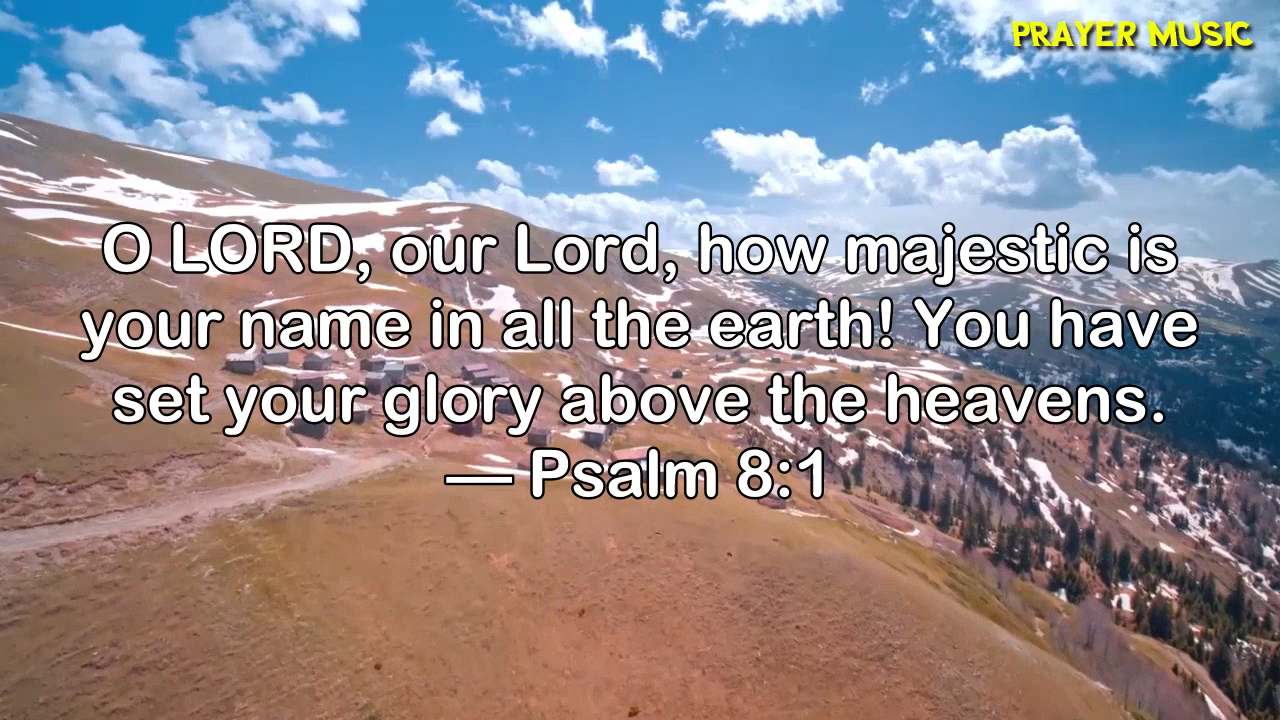 PRAYER MUSIC
O LORD, our Lord, how majestic is
your name in all the earth! You have
set your glory above the heavens.
— Psalm 8:1